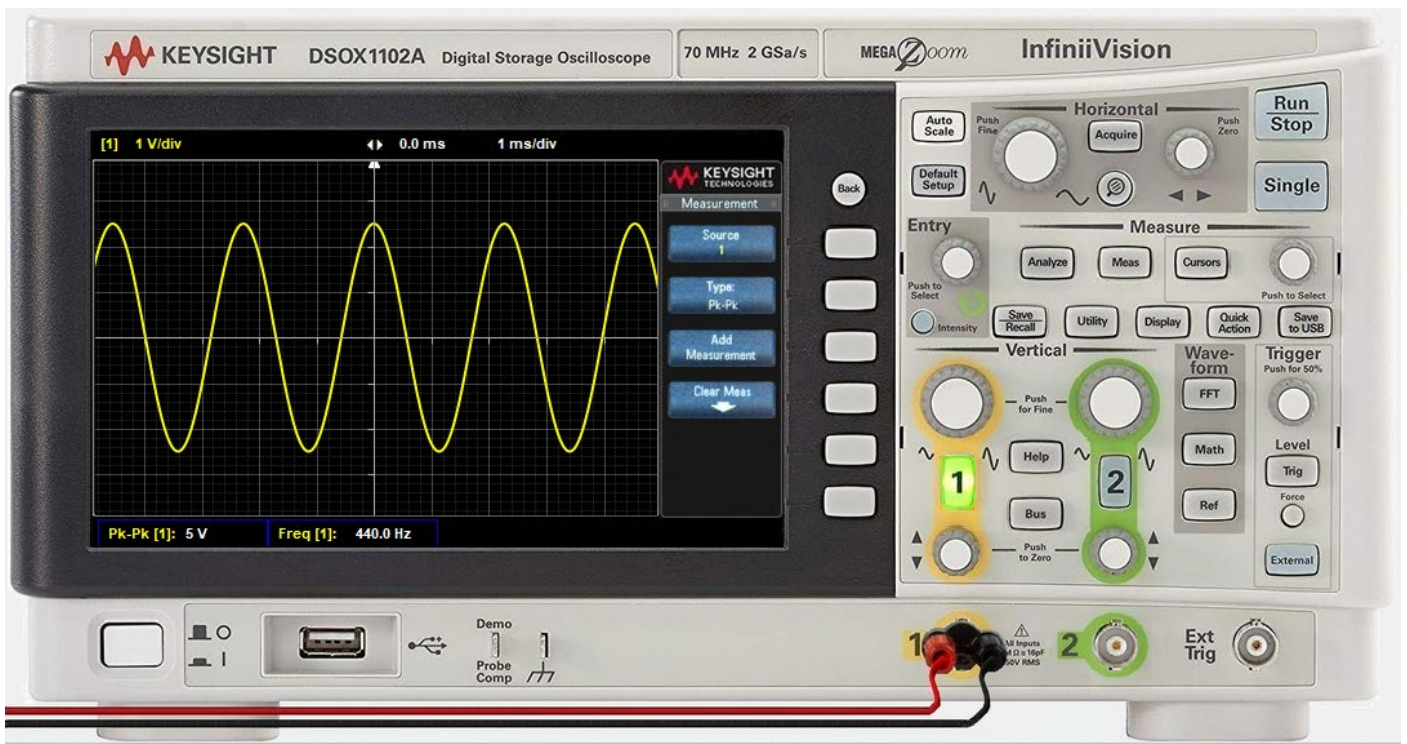 KEYSIGHT DSOX1102A Digital Storage Oscilloscope 70 MHz 2 GSa/s MEGA Zoom InfiniiVision
[1] 1 V/div 0.0 ms 1 ms/div
KEYSIGHT
TECHNOLOGIES
Measurement
Source
1
Type:
Pk-Pk
Add
Measurement
Clear Meas
Pk-Pk [1]: 5 V Freq [1]: 440.0 Hz
Back
Auto
Scale
Default
Setup
Horizontal
Push
Fine
Acquire
Push
Zero
Run
Stop
Single
Entry
Push to
Select
Intensity
Measure
Analyze
Meas
Cursors
Push to Select
Save
Recall
Utility
Display
Quick
Action
Save
to USB
Vertical
Push
for Fine
1
Help
2
Bus
Push
to Zero
Wave-
form
FFT
Math
Ref
Trigger
Push for 50%
Level
Trig
Force
External
Demo
Probe
Comp
1
All Inputs
50V RMS
2
Ext
Trig